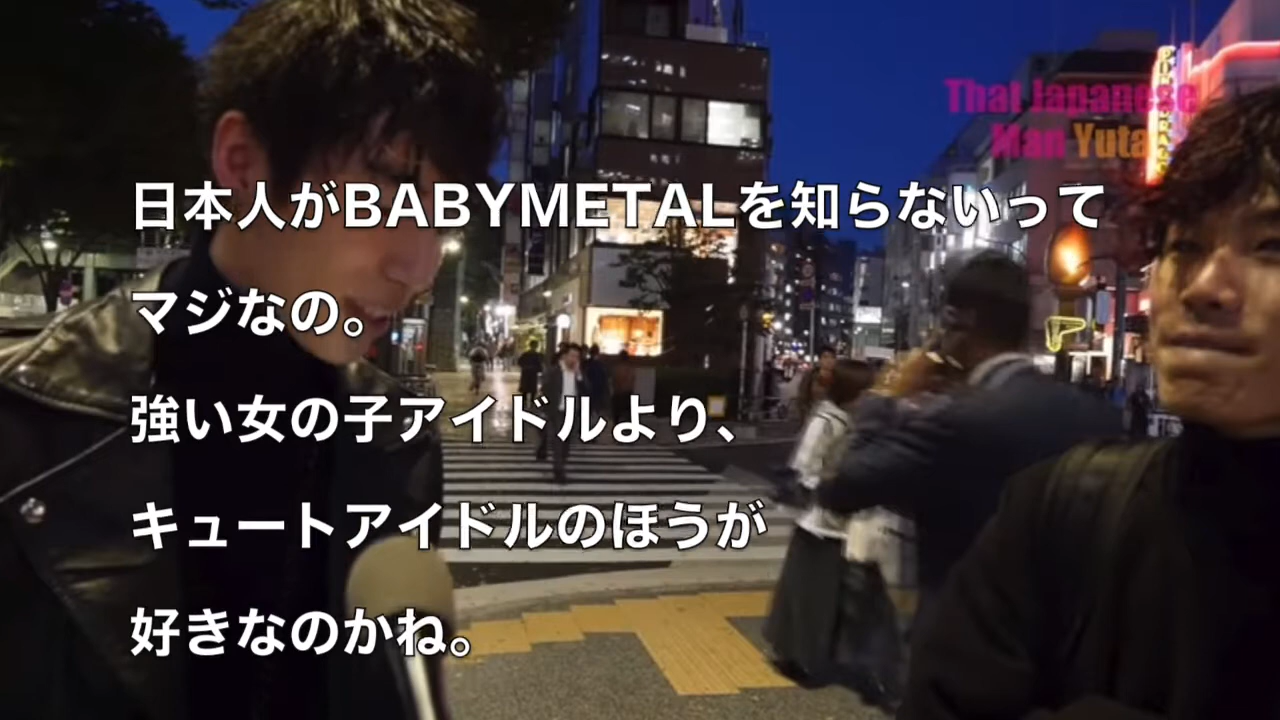 That Japanese
Man Yuta
日本人がBABYMETALを知らないって
マジなの。
強い女の子アイドルより、
キュートアイドルのほうが
好きなのかね。